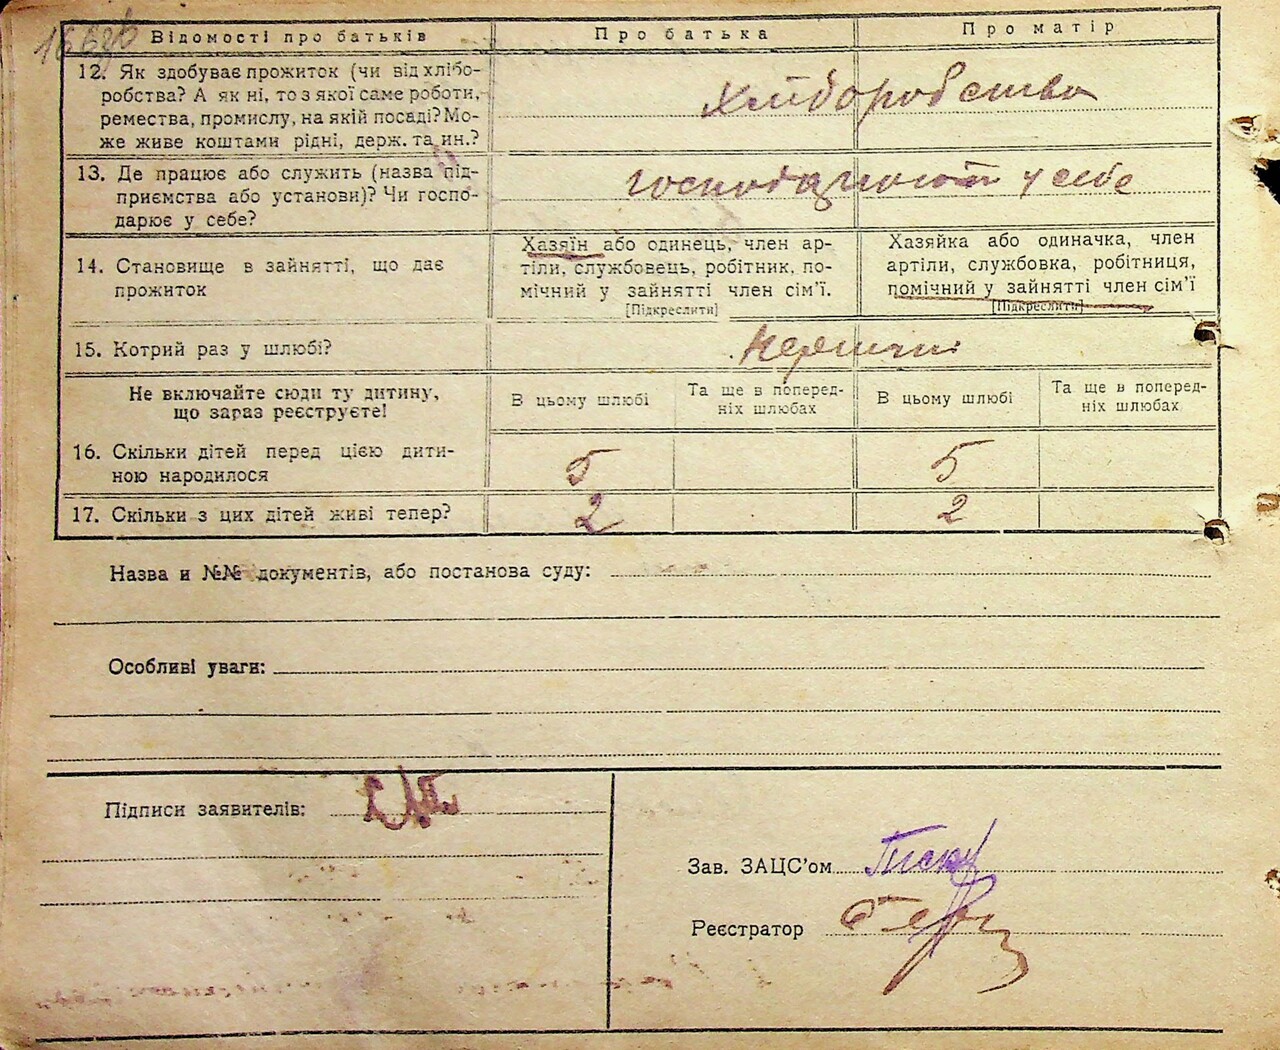 Відомості про батьків Про батька Про матір
12. Як здобуває прожиток (чи від хлібо-
робства? А як ні, то з якої саме роботи,
ремества, промислу, на якій посаді? Мо-
же живе коштами рідні, держ. та ин.?
Хліборобство
13. Де працює або служить (назва під-
приємства або установи)? Чи госпо-
дарює у себе?
господарюють у себе
14. Становище в зайнятті, що дає
прожиток
Хазяїн або одинець, член ар-
тіли, службовець, робітник, по-
мічний у зайнятті член сім’ї.
[Підкреслити]
Хазяйка або одиначка, член
артіли, службовка, робітниця,
помічний у зайнятті член сім’ї
[Підкреслити]
15. Котрий раз у шлюбі?
Не включайте сюди ту дитину,
що зараз реєструєте!
В цьому шлюбі
Та ще в поперед-
ніх шлюбах
В цьому шлюбі
Та ще в поперед-
ніх шлюбах
16. Скільки дітей перед цією дити-
ною народилося
5 5
17. Скільки з цих дітей живі тепер? 2 2
Назва и №№ документів, або постанова суду:
Особливі уваги:
Підписи заявителів:
Зав. ЗАЦС’ом
Реєстратор